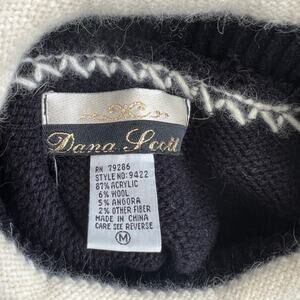 Dana Scott
RN 79286
STYLE NO: 9422
87% ACRYLIC
6% WOOL
5% ANGORA
2% OTHER FIBER
MADE IN CHINA
CARE SEE REVERSE
M